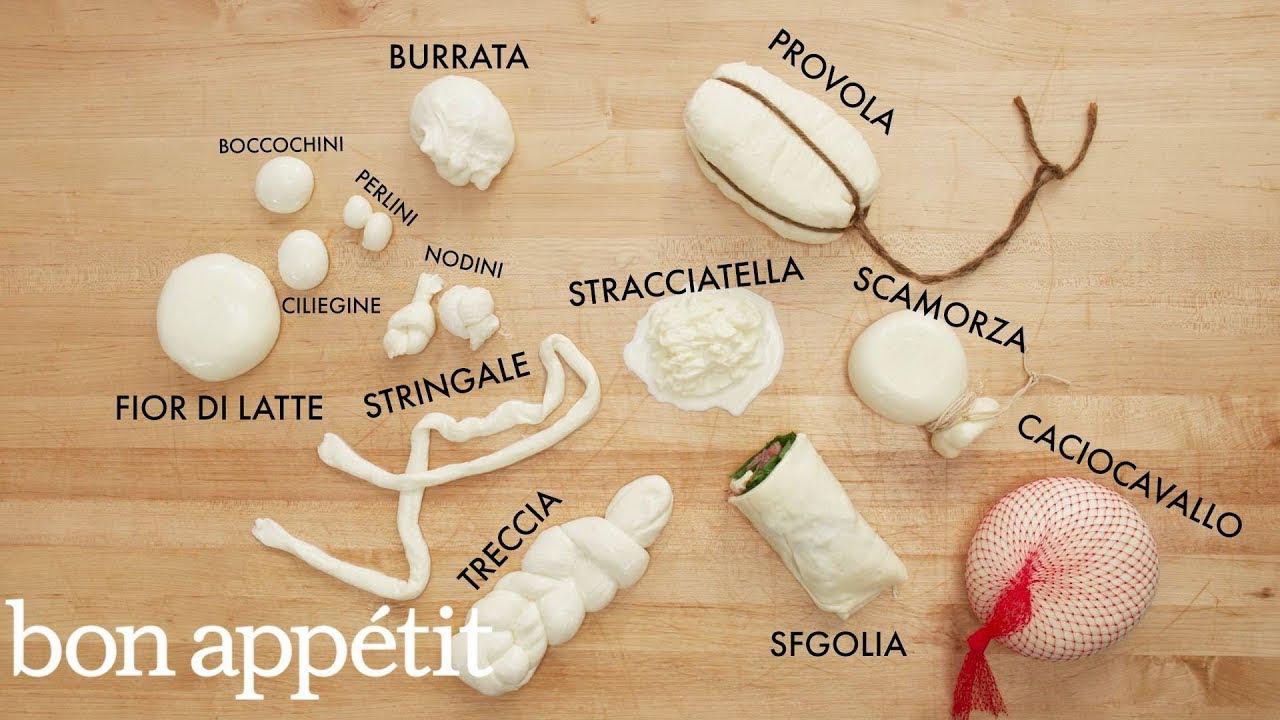 BURRATA
PROVOLA
BOCCOCHINI
PERLINI
NODINI
STRACCIATELLA
SCAMORZA
CILIEGINE
FIOR DI LATTE
STRINGALE
CACIOCAVALLO
TRECCIA
SFGOLIA
bon appétit